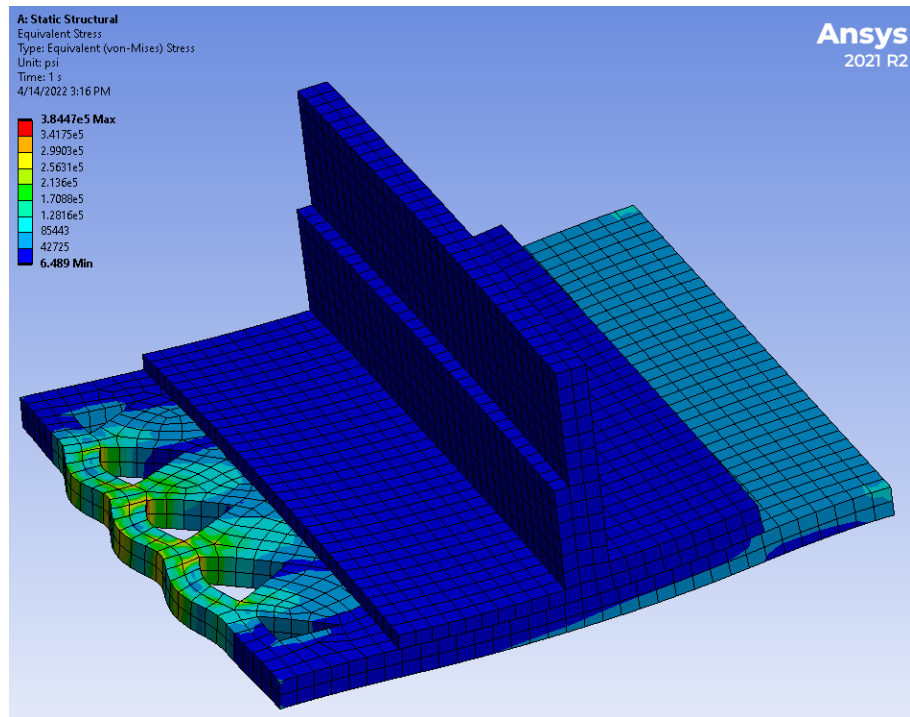 A: Static Structural
Equivalent Stress
Type: Equivalent (von-Mises) Stress
Unit: psi
Time: 1 s
4/14/2022 3:16 PM
3.8447e5 Max
3.4175e5
2.9903e5
2.5631e5
2.136e5
1.7088e5
1.2816e5
85443
42725
6.489 Min
Ansys
2021 R2